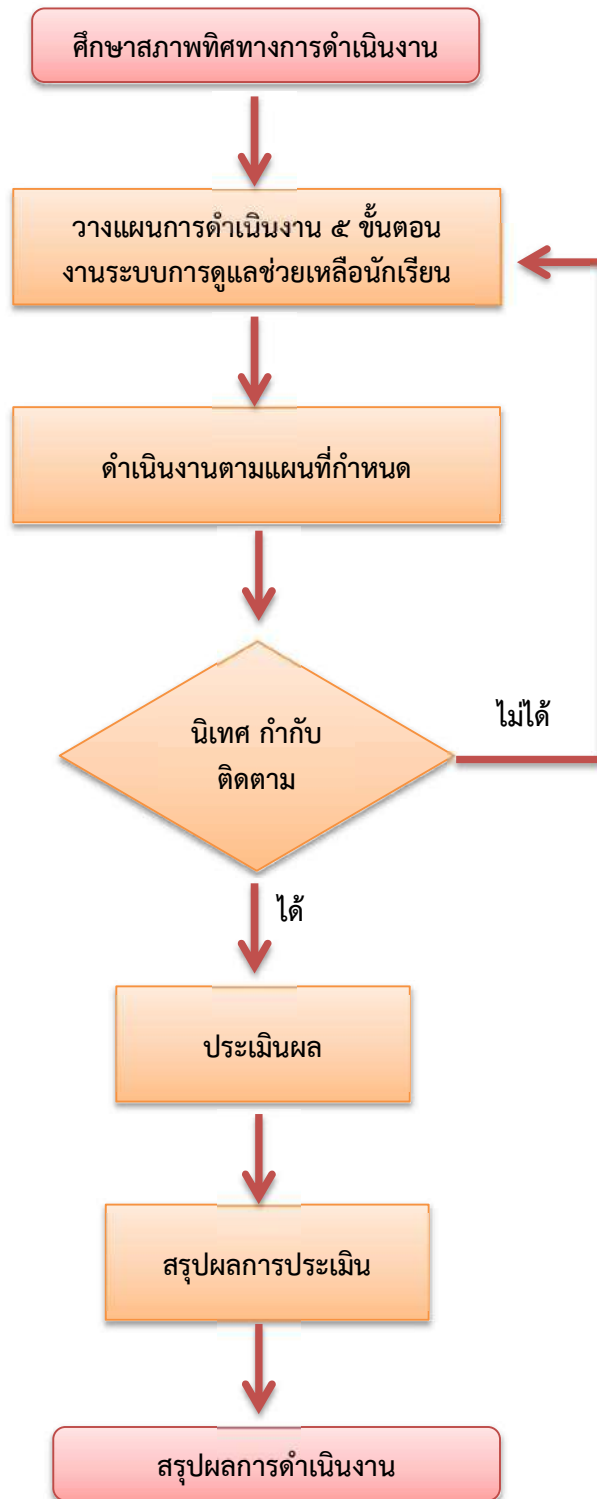 ศึกษาสภาพทิศทางการดำเนินงาน
วางแผนการดำเนินงาน ๕ ขั้นตอน
งานระบบการดูแลช่วยเหลือนักเรียน
ดำเนินงานตามแผนที่กำหนด
นิเทศ กำกับ
ติดตาม
ไม่ได้
ได้
ประเมินผล
สรุปผลการประเมิน
สรุปผลการดำเนินงาน